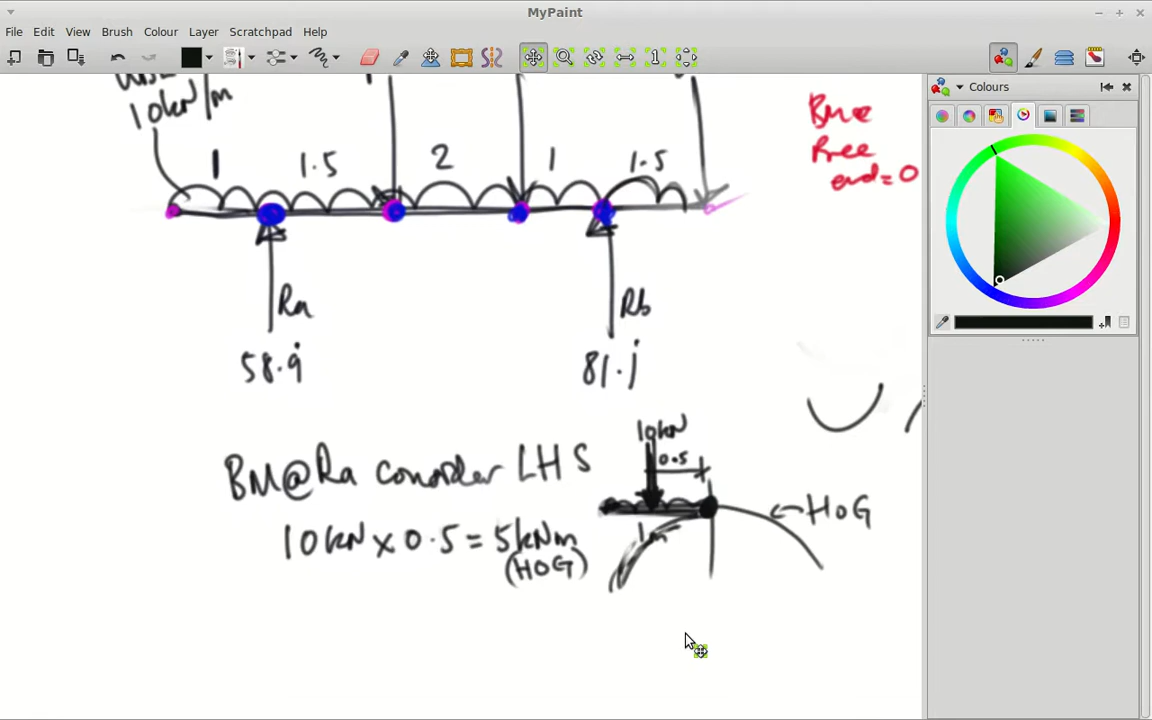 MyPaint
File Edit View Brush Colour Layer Scratchpad Help
Colours
10kN/m
1 1.5 2 1 1.5
BM @
Free
end = 0
Ra
Rb
58.9
81.1
10kN
0.5
BM@Ra consider LHS
HOG
10kN x 0.5 = 5kNm
1m
(HOG)